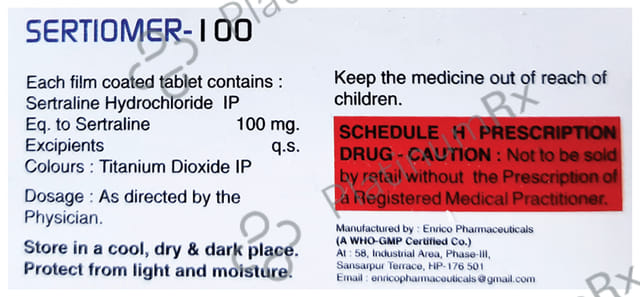 SERTIOMER-100
Each film coated tablet contains :
Sertraline Hydrochloride IP
Eq. to Sertraline 100 mg.
Excipients q.s.
Colours : Titanium Dioxide IP
Dosage : As directed by the
Physician.
Store in a cool, dry & dark place.
Protect from light and moisture.
Keep the medicine out of reach of
children.
SCHEDULE H PRESCRIPTION
DRUG - CAUTION : Not to be sold
by retail without the Prescription of
a Registered Medical Practitioner.
Manufactured by : Enrico Pharmaceuticals
(A WHO-GMP Certified Co.)
At : 58, Industrial Area, Phase-III,
Sansarpur Terrace, HP-176 501
Email : enricopharmaceuticals@gmail.com
PlatinumRx